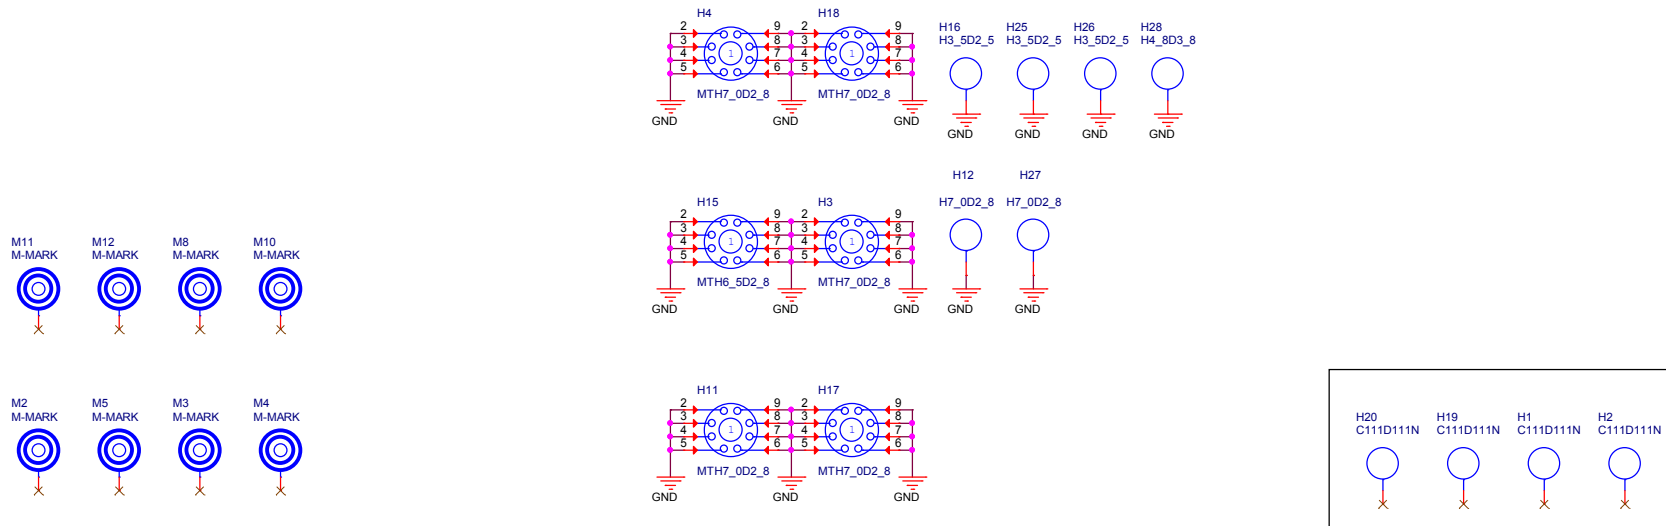 H4 H18 H16 H25 H26 H28
H3_5D2_5 H3_5D2_5 H3_5D2_5 H4_8D3_8
2 9 2 9
3 8 3 8
4 7 4 7
5 6 5 6
MTH7_0D2_8 MTH7_0D2_8
GND GND GND GND GND GND GND
H12 H27
H15 H3 H7_0D2_8 H7_0D2_8
2 9 2 9
3 8 3 8
4 7 4 7
5 6 5 6
1 1
MTH6_5D2_8 MTH7_0D2_8
GND GND GND GND GND
M11 M12 M8 M10
M-MARK M-MARK M-MARK M-MARK
H11 H17
2 9 2 9
3 8 3 8
4 7 4 7
5 6 5 6
1 1
MTH7_0D2_8 MTH7_0D2_8
GND GND GND
M2 M5 M3 M4
M-MARK M-MARK M-MARK M-MARK
H20 H19 H1 H2
C111D111N C111D111N C111D111N C111D111N